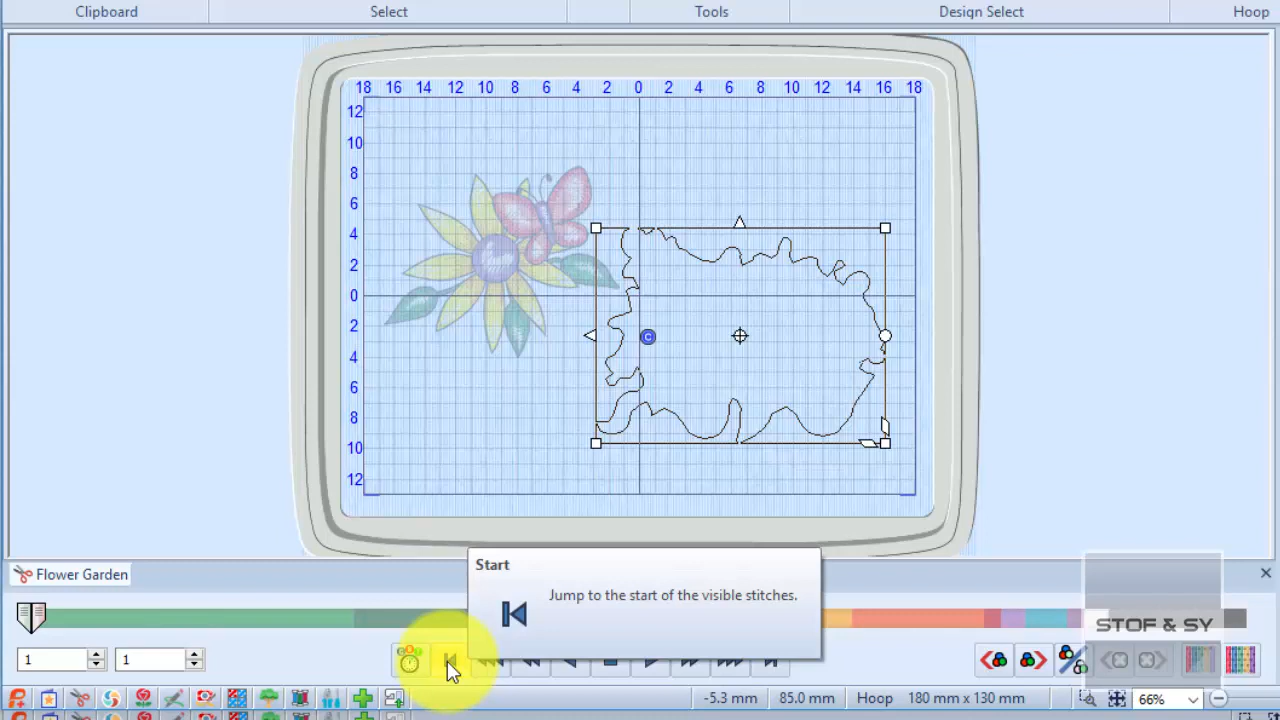 Clipboard Select Tools Design Select Hoop
18 16 14 12 10 8 6 4 2 0 2 4 6 8 10 12 14 16 18
12
10
8
6
4
2
0
2
4
6
8
10
12
C
Flower Garden
Start
Jump to the start of the visible stitches.
STOF & SY
1 1
-5.3 mm 85.0 mm Hoop 180 mm x 130 mm 66%